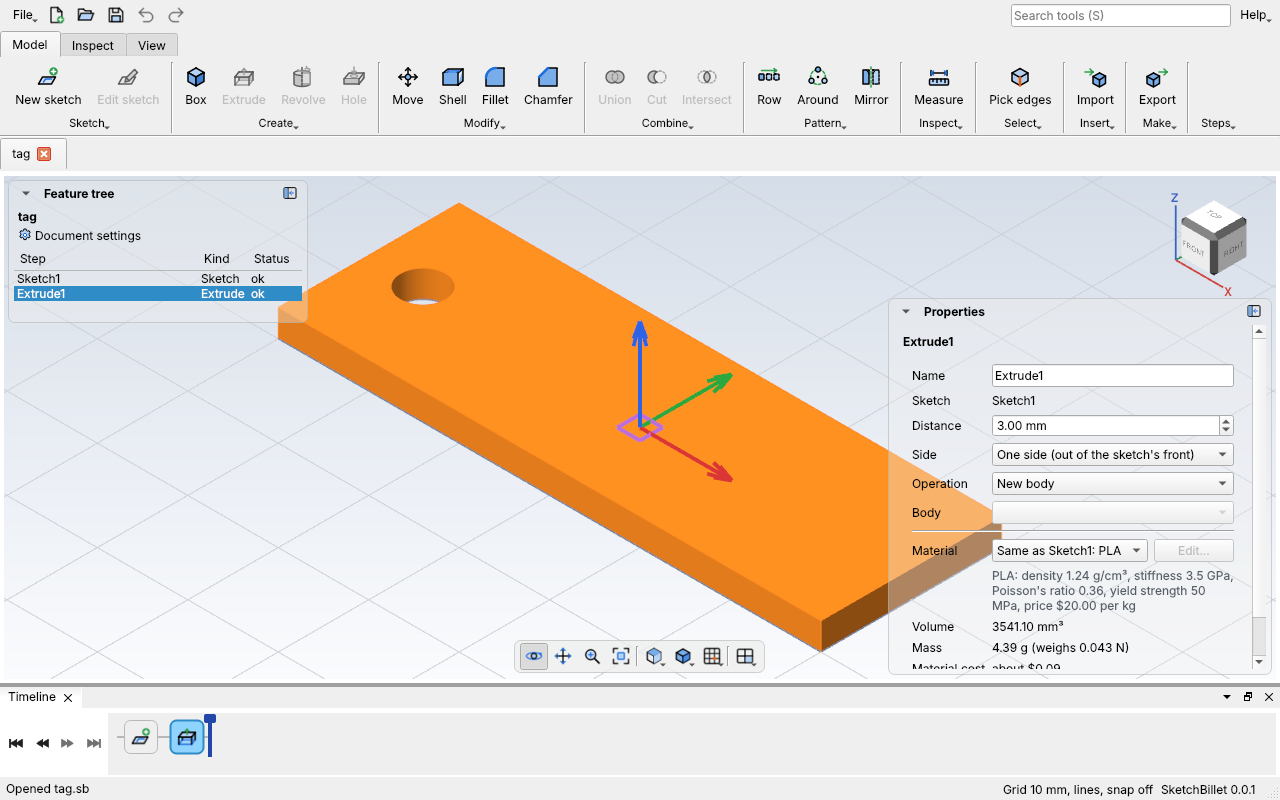 File
Search tools (S)
Help
Model
Inspect
View
New sketch
Edit sketch
Box
Extrude
Revolve
Hole
Move
Shell
Fillet
Chamfer
Union
Cut
Intersect
Row
Around
Mirror
Measure
Pick edges
Import
Export
Sketch
Create
Modify
Combine
Pattern
Inspect
Select
Insert
Make
Steps
tag
Feature tree
tag
Document settings
Step Kind Status
Sketch1 Sketch ok
Extrude1 Extrude ok
Z
TOP
FRONT
RIGHT
X
Properties
Extrude1
Name Extrude1
Sketch Sketch1
Distance 3.00 mm
Side One side (out of the sketch's front)
Operation New body
Body
Material Same as Sketch1: PLA Edit...
PLA: density 1.24 g/cm³, stiffness 3.5 GPa,
Poisson's ratio 0.36, yield strength 50
MPa, price $20.00 per kg
Volume 3541.10 mm³
Mass 4.39 g (weighs 0.043 N)
Material cost about $0.09
Timeline
Opened tag.sb
Grid 10 mm, lines, snap off SketchBillet 0.0.1